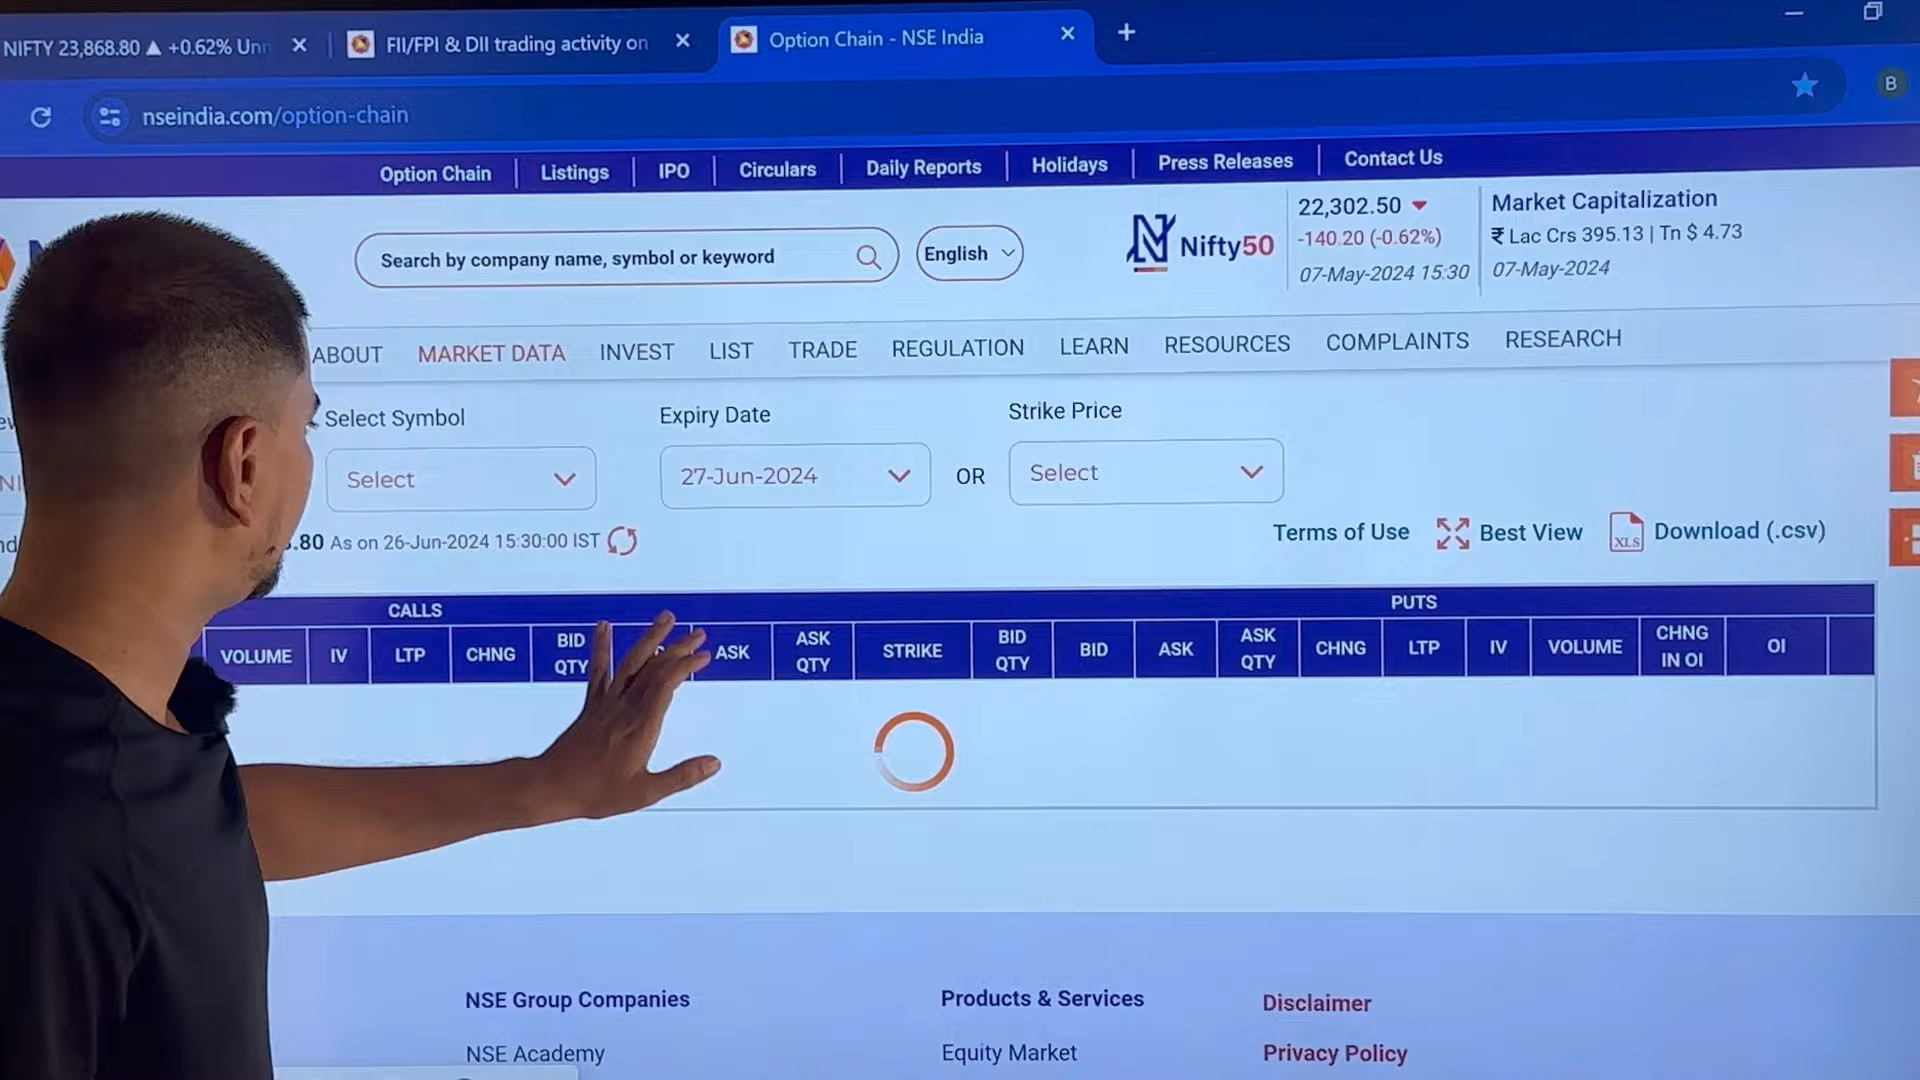 NIFTY 23,868.80 ▲ +0.62% Unn
FII/FPI & DII trading activity on
Option Chain - NSE India
nseindia.com/option-chain
B
Option Chain
Listings
IPO
Circulars
Daily Reports
Holidays
Press Releases
Contact Us
Search by company name, symbol or keyword
English
Nifty50
22,302.50
-140.20 (-0.62%)
07-May-2024 15:30
Market Capitalization
₹ Lac Crs 395.13 | Tn $ 4.73
07-May-2024
ABOUT
MARKET DATA
INVEST
LIST
TRADE
REGULATION
LEARN
RESOURCES
COMPLAINTS
RESEARCH
Select Symbol
Expiry Date
Strike Price
Select
27-Jun-2024
OR
Select
.80 As on 26-Jun-2024 15:30:00 IST
Terms of Use
Best View
XLS
Download (.csv)
CALLS
PUTS
VOLUME
IV
LTP
CHNG
BID
QTY
ASK
ASK
QTY
STRIKE
BID
QTY
BID
ASK
ASK
QTY
CHNG
LTP
IV
VOLUME
CHNG
IN OI
OI
NSE Group Companies
Products & Services
Disclaimer
NSE Academy
Equity Market
Privacy Policy